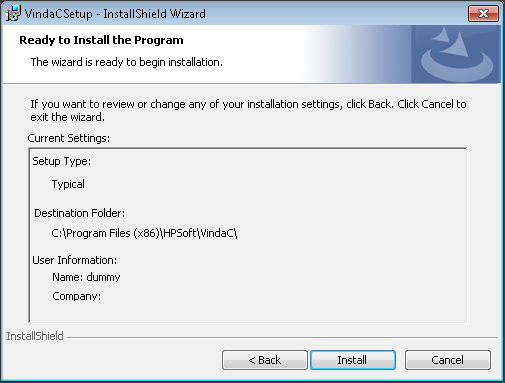 VindaCSetup - InstallShield Wizard
Ready to Install the Program
The wizard is ready to begin installation.
If you want to review or change any of your installation settings, click Back. Click Cancel to
exit the wizard.
Current Settings:
Setup Type:
Typical
Destination Folder:
C:\Program Files (x86)\HPSoft\VindaC\
User Information:
Name: dummy
Company:
InstallShield
< Back
Install
Cancel